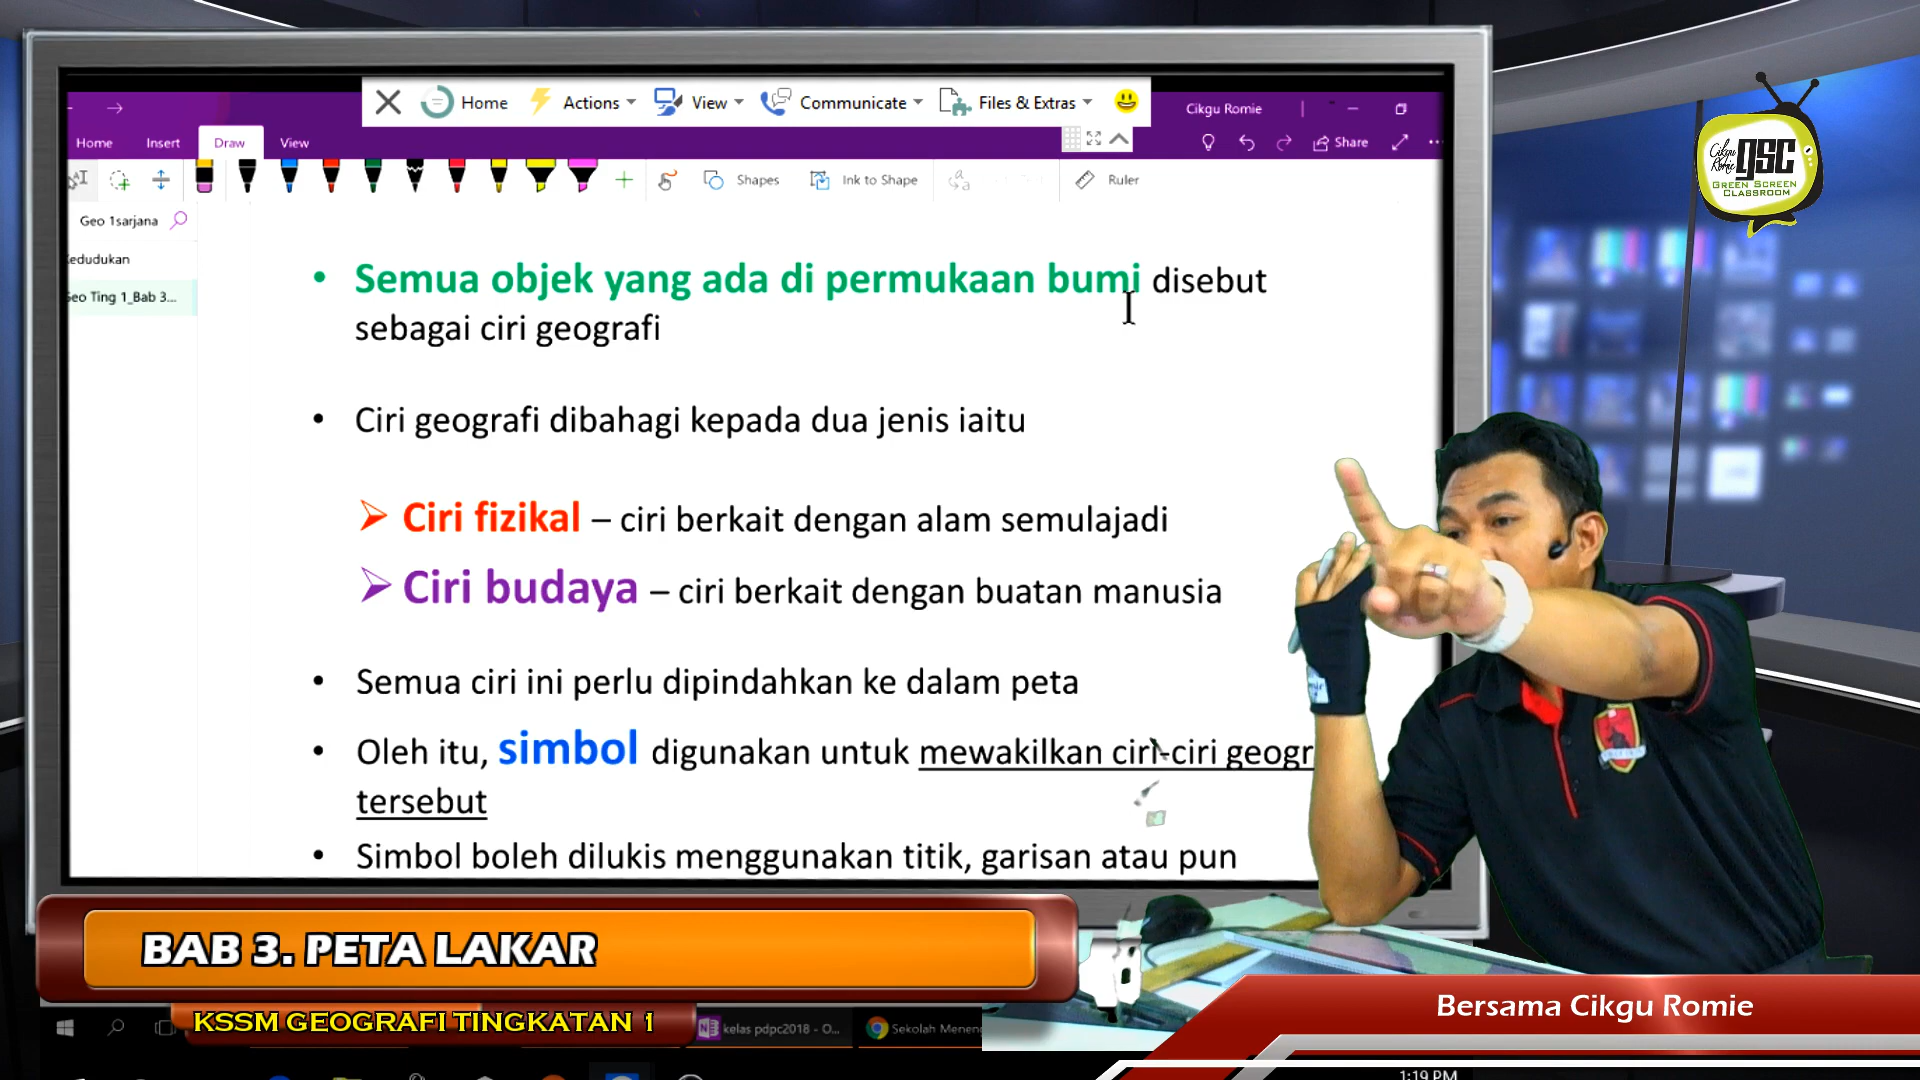 Home Actions View Communicate Files & Extras
Cikgu Romie
Home Insert Draw View
Share
Shapes Ink to Shape Ruler
Geo 1sarjana
edudukan
eo Ting 1_Bab 3...
• Semua objek yang ada di permukaan bumi disebut
sebagai ciri geografi
• Ciri geografi dibahagi kepada dua jenis iaitu
➢ Ciri fizikal – ciri berkait dengan alam semulajadi
➢ Ciri budaya – ciri berkait dengan buatan manusia
• Semua ciri ini perlu dipindahkan ke dalam peta
• Oleh itu, simbol digunakan untuk mewakilkan ciri-ciri geogr
tersebut
• Simbol boleh dilukis menggunakan titik, garisan atau pun
Cikgu Romie GSC
GREEN SCREEN
CLASSROOM
BAB 3. PETA LAKAR
KSSM GEOGRAFI TINGKATAN 1
kelas pdpc2018 - O...
Sekolah Menen
Bersama Cikgu Romie
1:19 PM